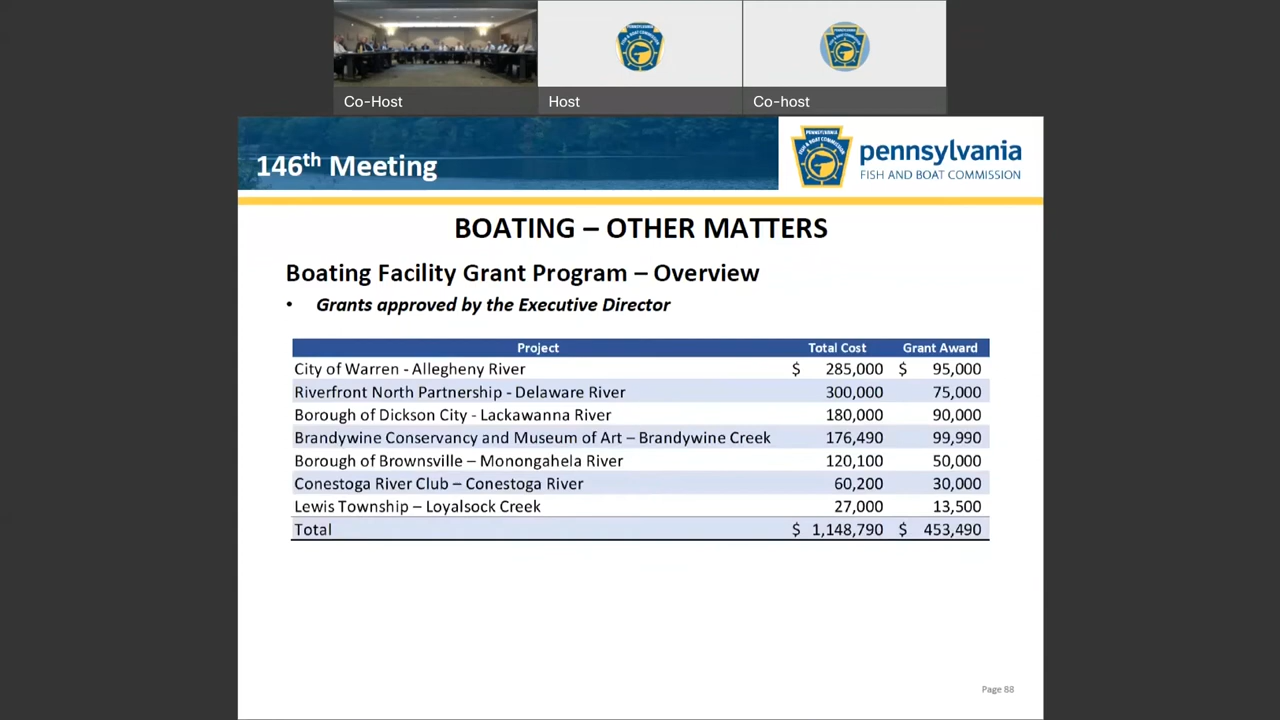 Co-Host
Host
Co-host
146th Meeting
PENNSYLVANIA
FISH & BOAT COMMISSION
pennsylvania
FISH AND BOAT COMMISSION
BOATING – OTHER MATTERS
Boating Facility Grant Program – Overview
• Grants approved by the Executive Director
Project Total Cost Grant Award
City of Warren - Allegheny River $ 285,000 $ 95,000
Riverfront North Partnership - Delaware River 300,000 75,000
Borough of Dickson City - Lackawanna River 180,000 90,000
Brandywine Conservancy and Museum of Art – Brandywine Creek 176,490 99,990
Borough of Brownsville – Monongahela River 120,100 50,000
Conestoga River Club – Conestoga River 60,200 30,000
Lewis Township – Loyalsock Creek 27,000 13,500
Total $ 1,148,790 $ 453,490
Page 88